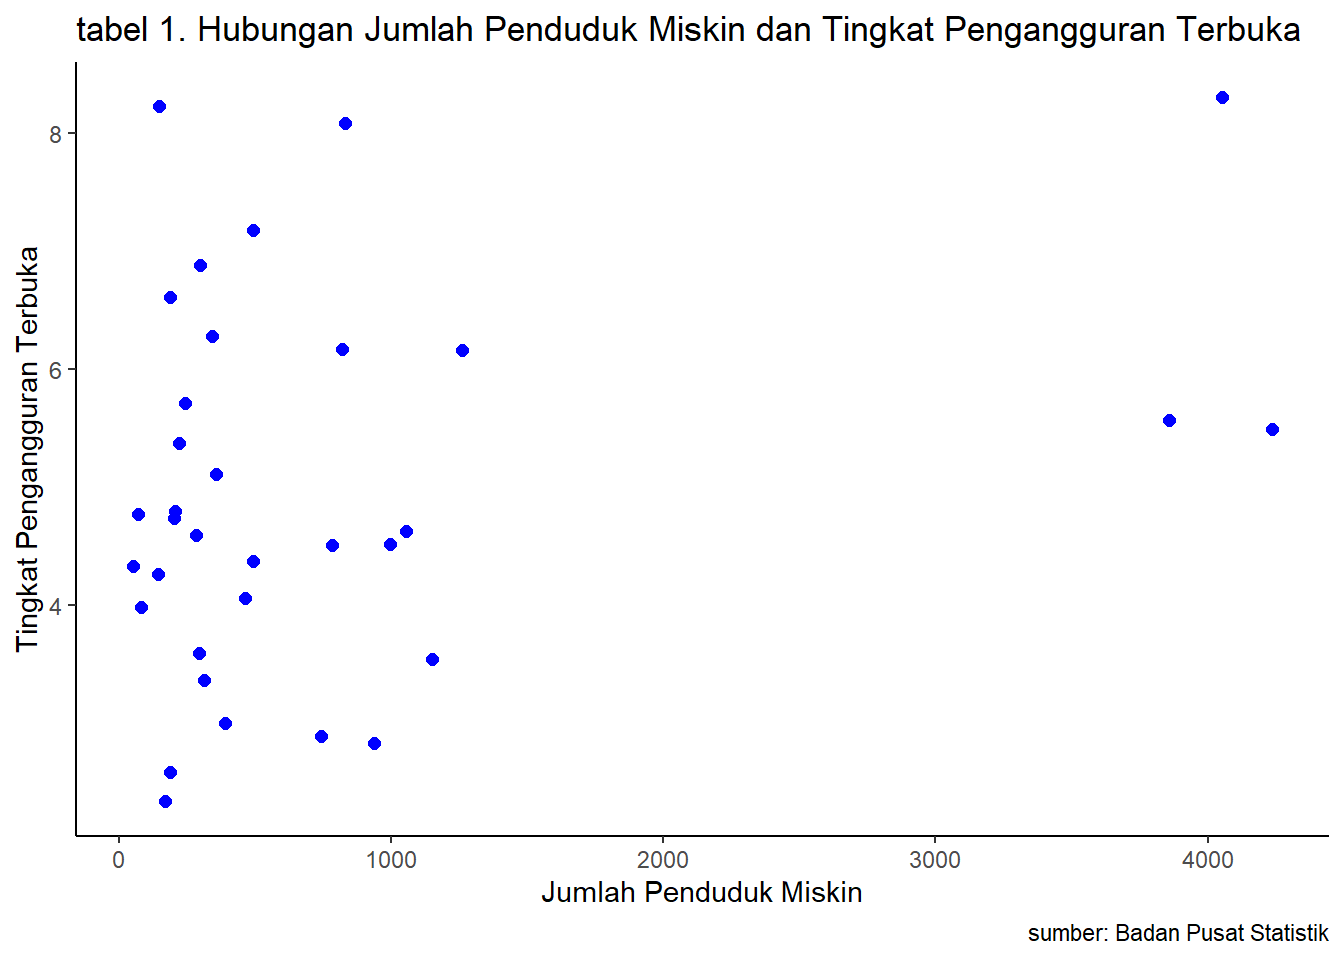 tabel 1. Hubungan Jumlah Penduduk Miskin dan Tingkat Pengangguran Terbuka
Tingkat Pengangguran Terbuka
8
6
4
0 1000 2000 3000 4000
Jumlah Penduduk Miskin
sumber: Badan Pusat Statistik